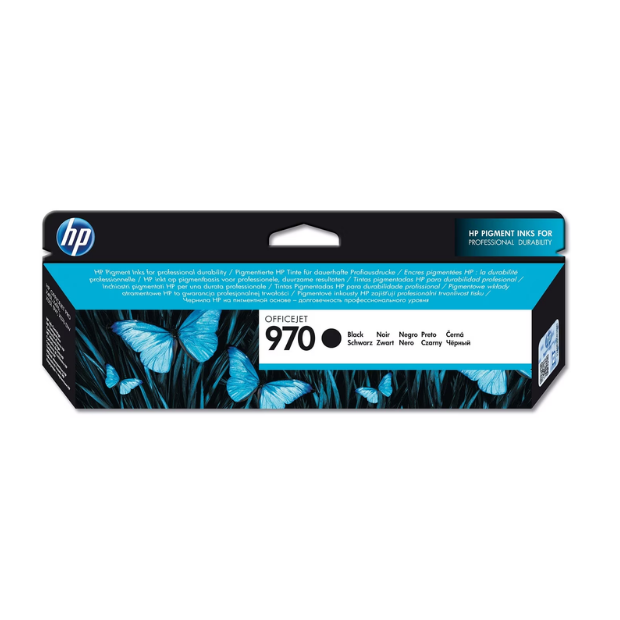 hp
HP PIGMENT INKS FOR
PROFESSIONAL DURABILITY
HP Pigment Inks for professional durability / Pigmentierte HP Tinte für dauerhafte Profiausdrucke / Encres pigmentées HP : la durabilité
professionnelle / HP inkt op pigmentbasis voor professionele, duurzame resultaten / Tintas pigmentadas HP para durabilidad profesional /
Inchiostri pigmentati HP per una durata professionale / Tintas pigmentadas HP para durabilidade profissional / Pigmentowe wkłady
atramentowe HP to gwarancja profesjonalnej trwałości / Pigmentové inkousty HP zajišťují profesionální trvanlivost tisku /
Чернила HP на пигментной основе – долговечность профессионального уровня
OFFICEJET
970
Black Noir Negro Preto Černá
Schwarz Zwart Nero Czarny Чёрный
hp